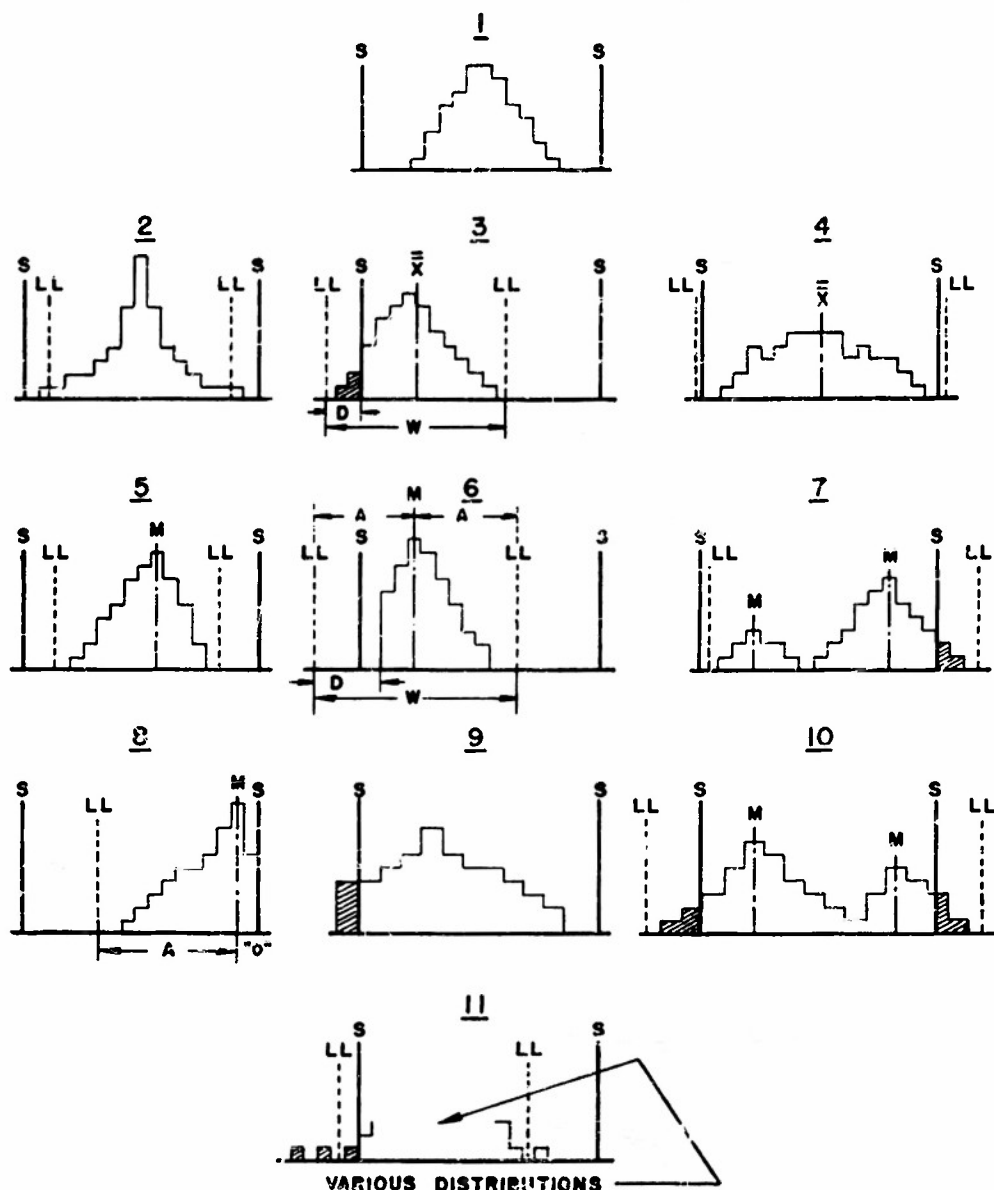 1
S S
2 3 4
S LL LL S
LL S X̿ LL S
LL S X̿ S LL
D
W
5 6 7
S LL M LL S
A M A
LL S LL S
D
W
S LL M M S LL
8 9 10
S LL M S
A "O"
S S
LL S M M S LL
11
S LL LL S
VARIOUS DISTRIBUTIONS